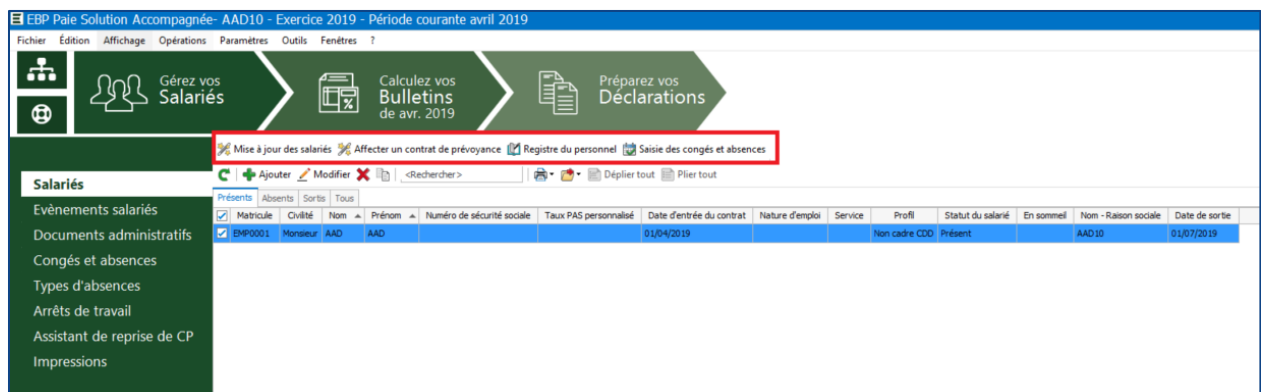 EBP Paie Solution Accompagnée- AAD10 - Exercice 2019 - Période courante avril 2019
Fichier Édition Affichage Opérations Paramètres Outils Fenêtres ?
Gérez vos
Salariés
Calculez vos
Bulletins
de avr. 2019
Préparez vos
Déclarations
Mise à jour des salariés Affecter un contrat de prévoyance Registre du personnel Saisie des congés et absences
Ajouter Modifier <Rechercher> Déplier tout Plier tout
Présents Absents Sortis Tous
Matricule Civilité Nom Prénom Numéro de sécurité sociale Taux PAS personnalisé Date d'entrée du contrat Nature d'emploi Service Profil Statut du salarié En sommeil Nom - Raison sociale Date de sortie
EMP0001 Monsieur AAD AAD 01/04/2019 Non cadre CDD Présent AAD10 01/07/2019
Salariés
Evènements salariés
Documents administratifs
Congés et absences
Types d'absences
Arrêts de travail
Assistant de reprise de CP
Impressions